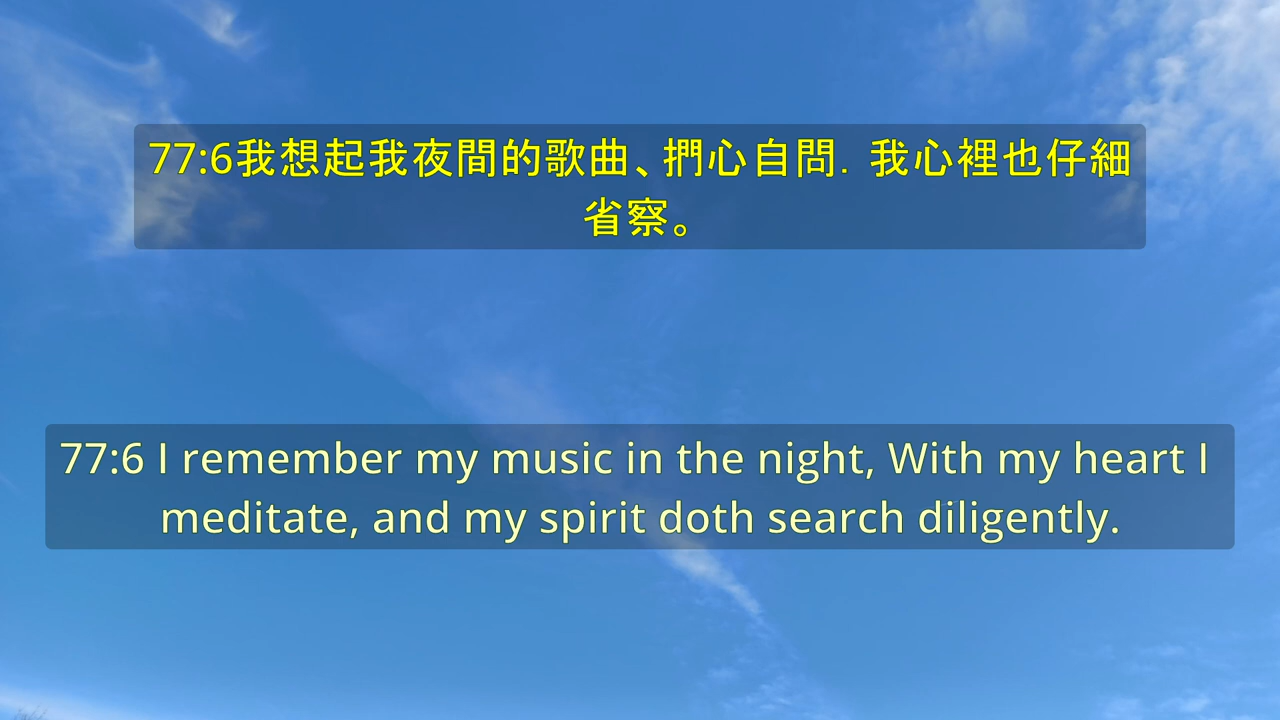 77:6我想起我夜間的歌曲、捫心自問．我心裡也仔細
省察。
77:6 I remember my music in the night, With my heart I
meditate, and my spirit doth search diligently.